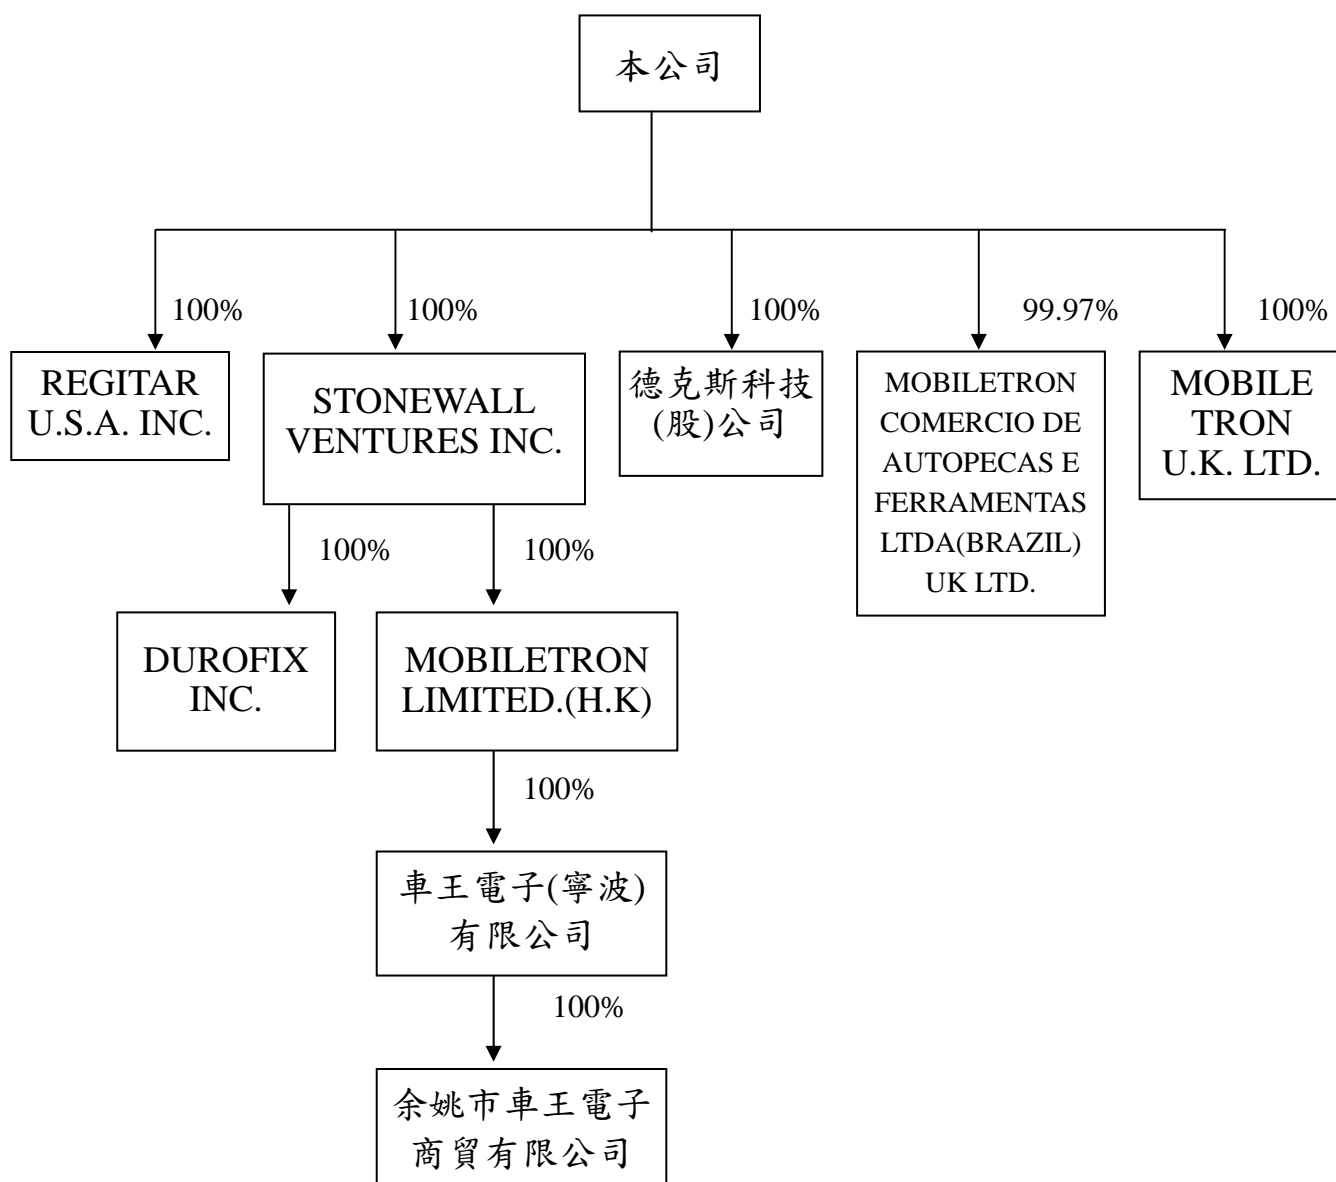 本公司
100%
100%
100%
99.97%
100%
REGITAR
U.S.A. INC.
STONEWALL
VENTURES INC.
德克斯科技
(股)公司
MOBILETRON
COMERCIO DE
AUTOPECAS E
FERRAMENTAS
LTDA(BRAZIL)
UK LTD.
MOBILE
TRON
U.K. LTD.
100%
100%
DUROFIX
INC.
MOBILETRON
LIMITED.(H.K)
100%
車王電子(寧波)
有限公司
100%
余姚市車王電子
商貿有限公司